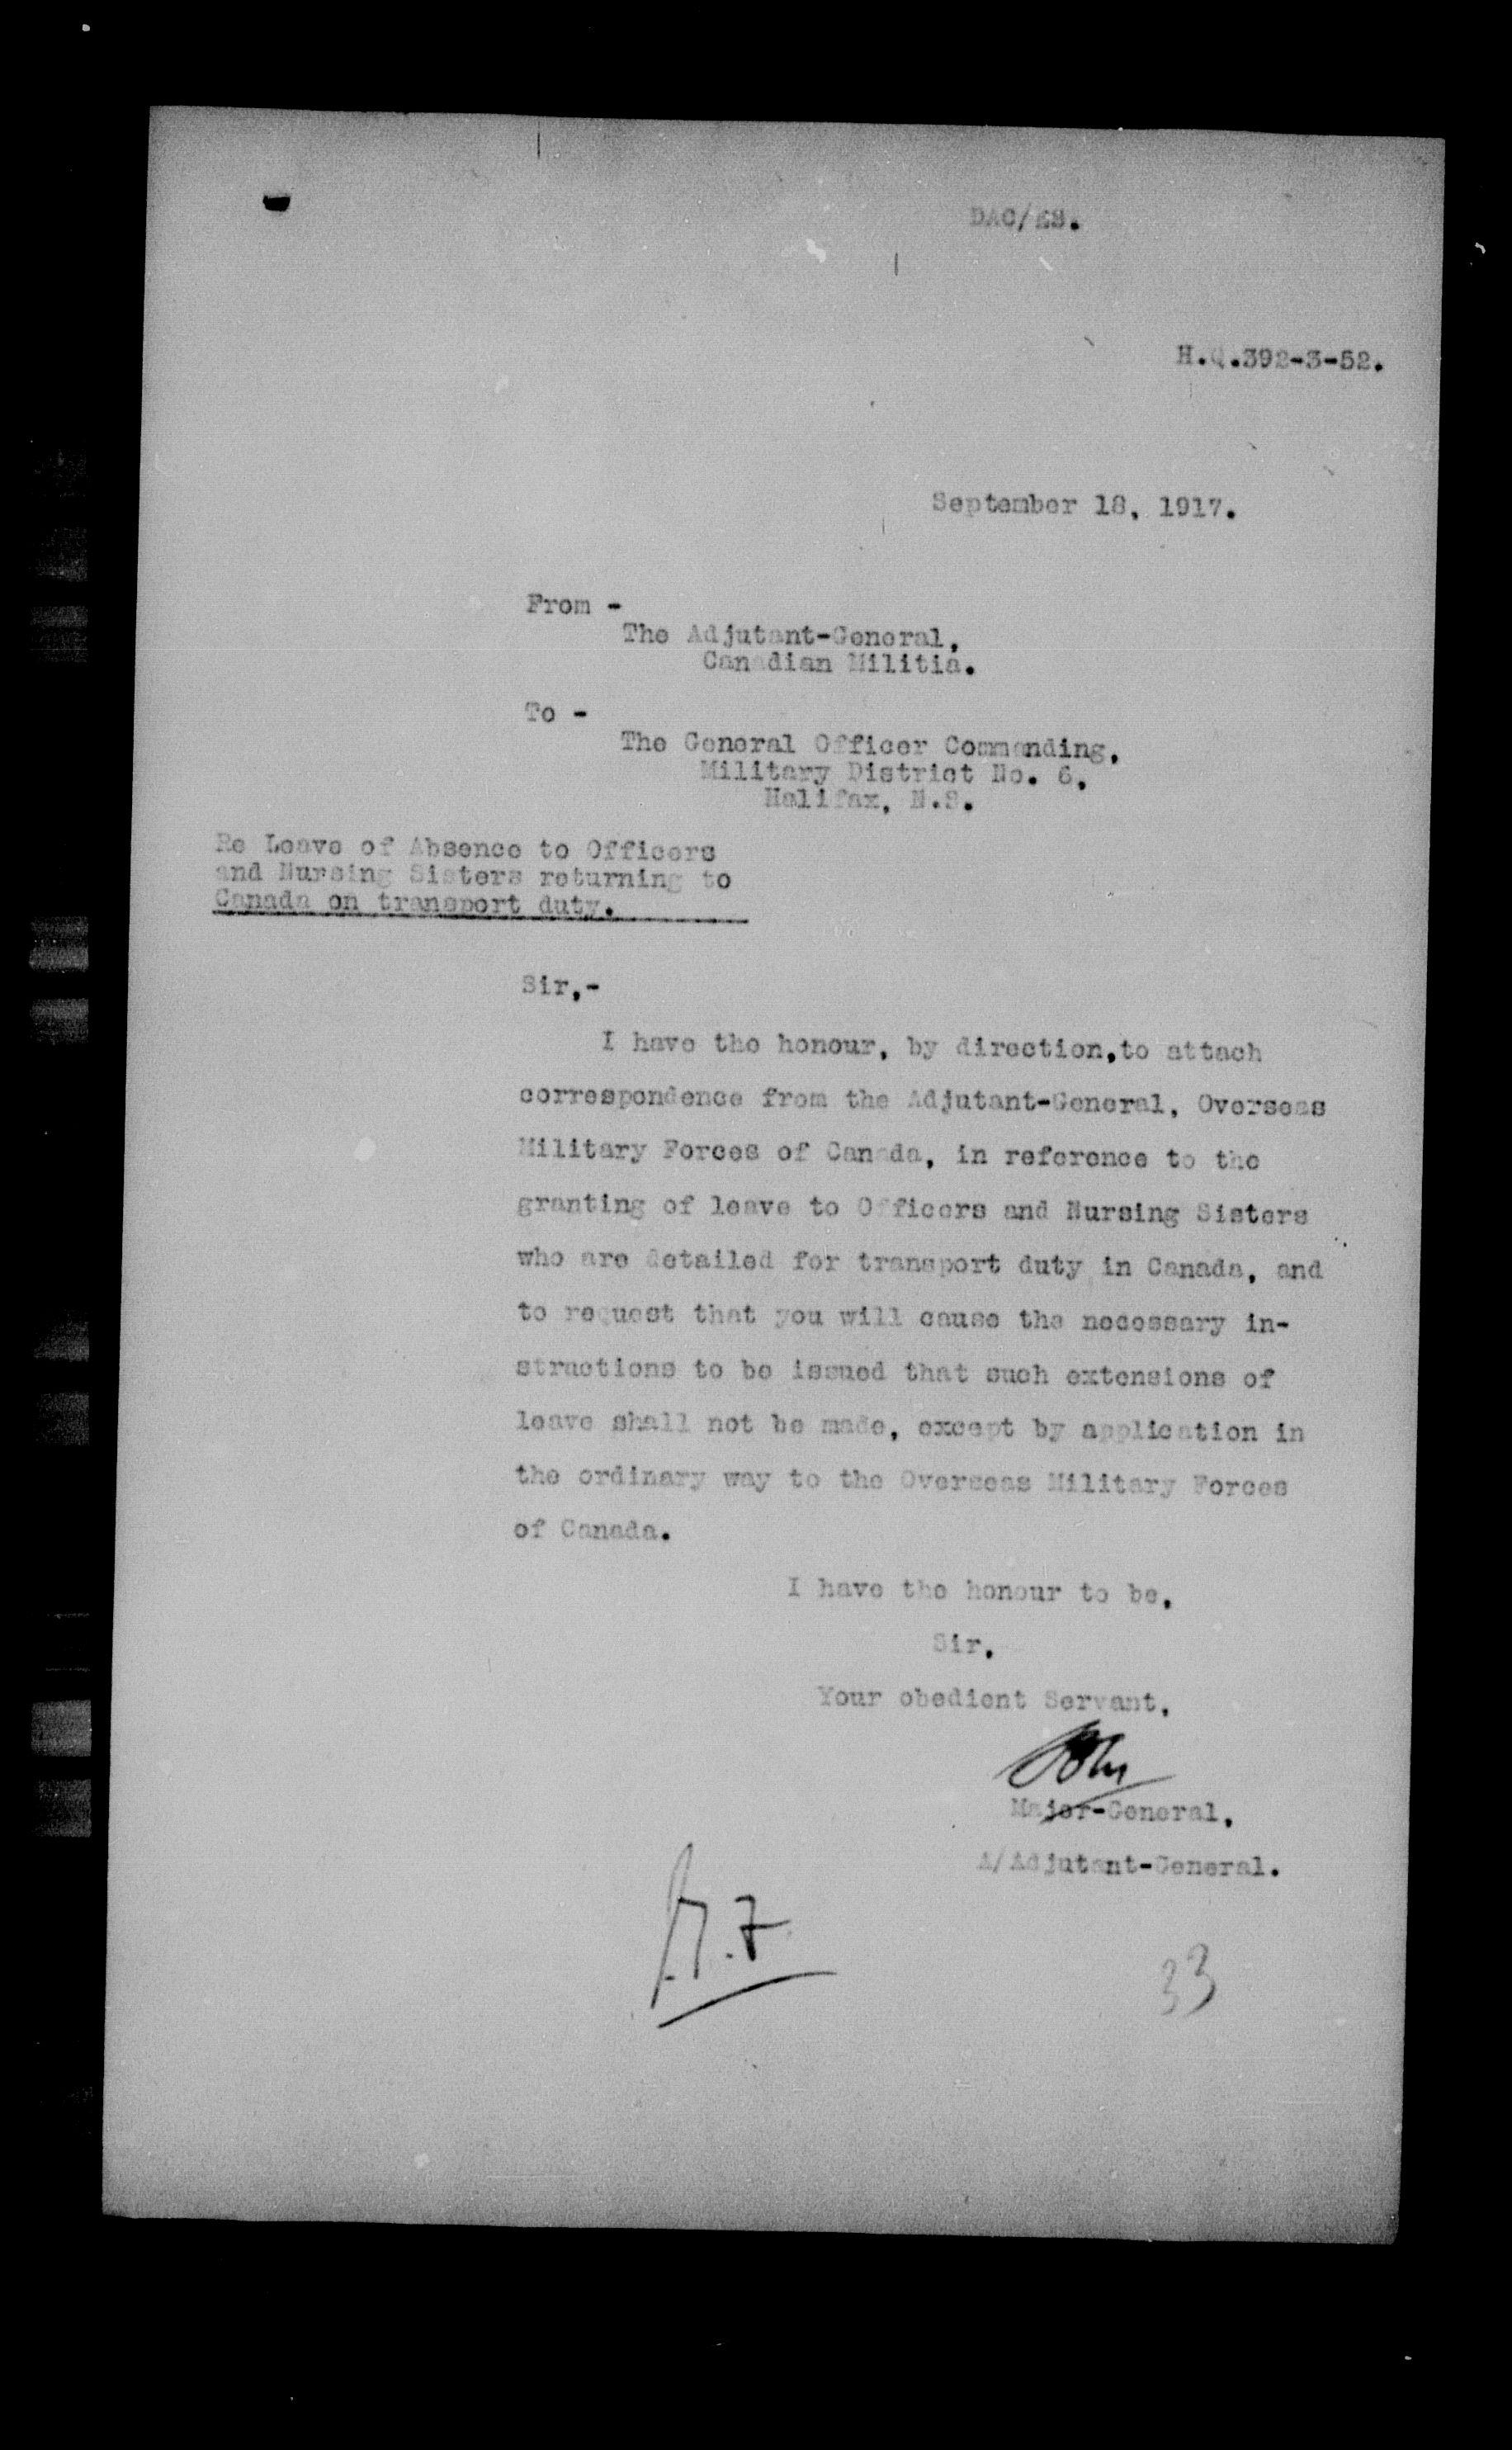 DAC/ES.
H.Q.392-3-52.
September 18, 1917.
From -
The Adjutant-General,
Canadian Militia.
To -
The General Officer Commanding,
Military District No. 6,
Halifax, N.S.
Re Leave of Absence to Officers
and Nursing Sisters returning to
Canada on transport duty.
Sir,-
I have the honour, by direction,to attach
correspondence from the Adjutant-General, Overseas
Military Forces of Canada, in reference to the
granting of leave to Officers and Nursing Sisters
who are detailed for transport duty in Canada, and
to request that you will cause the necessary in-
structions to be issued that such extensions of
leave shall not be made, except by application in
the ordinary way to the Overseas Military Forces
of Canada.
I have the honour to be,
Sir,
Your obedient Servant,
Major-General,
A/Adjutant-General.
33